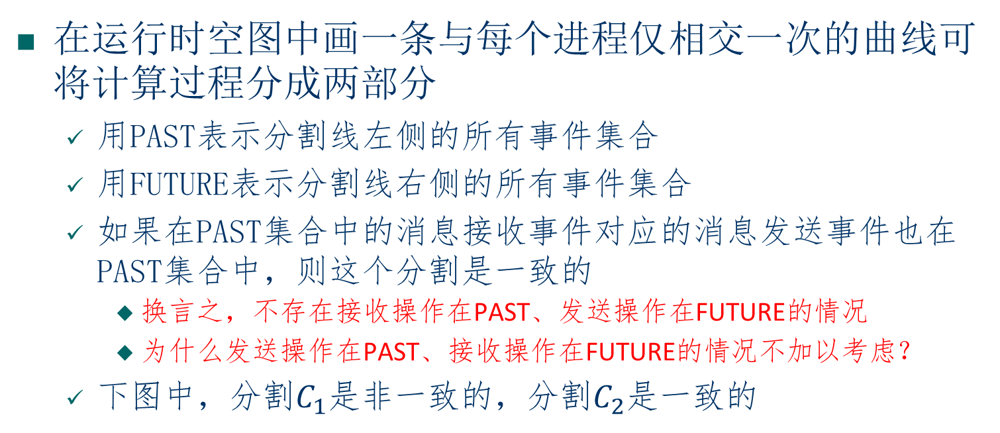 在运行时空图中画一条与每个进程仅相交一次的曲线可
将计算过程分成两部分
用PAST表示分割线左侧的所有事件集合
用FUTURE表示分割线右侧的所有事件集合
如果在PAST集合中的消息接收事件对应的消息发送事件也在
PAST集合中，则这个分割是一致的
换言之，不存在接收操作在PAST、发送操作在FUTURE的情况
为什么发送操作在PAST、接收操作在FUTURE的情况不加以考虑？
下图中，分割C₁是非一致的，分割C₂是一致的